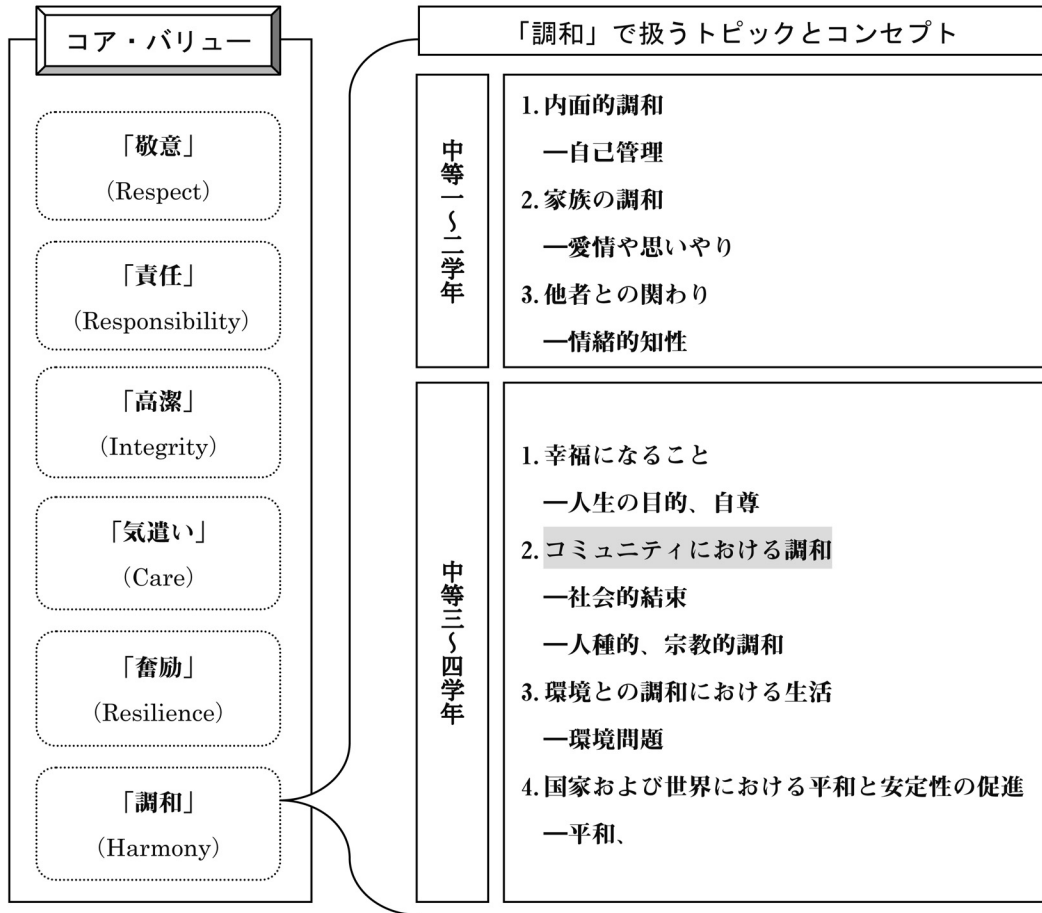 コア・バリュー
「敬意」
(Respect)
「責任」
(Responsibility)
「高潔」
(Integrity)
「気遣い」
(Care)
「奮励」
(Resilience)
「調和」
(Harmony)
「調和」で扱うトピックとコンセプト
中等一～二学年
1. 内面的調和
―自己管理
2. 家族の調和
―愛情や思いやり
3. 他者との関わり
―情緒的知性
中等三～四学年
1. 幸福になること
―人生の目的、自尊
2. コミュニティにおける調和
―社会的結束
―人種的、宗教的調和
3. 環境との調和における生活
―環境問題
4. 国家および世界における平和と安定性の促進
―平和、